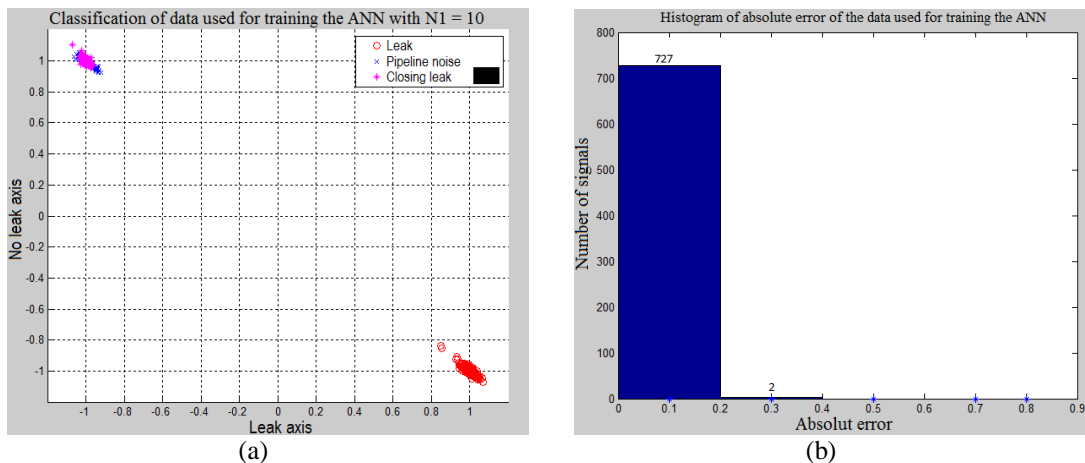 Classification of data used for training the ANN with N1 = 10
Leak
Pipeline noise
Closing leak
1
0.8
0.6
0.4
0.2
0
-0.2
-0.4
-0.6
-0.8
-1
No leak axis
-1 -0.8 -0.6 -0.4 -0.2 0 0.2 0.4 0.6 0.8 1
Leak axis
(a)
Histogram of absolute error of the data used for training the ANN
800
700
600
500
400
300
200
100
0
Number of signals
727
2
0 0.1 0.2 0.3 0.4 0.5 0.6 0.7 0.8 0.9
Absolut error
(b)